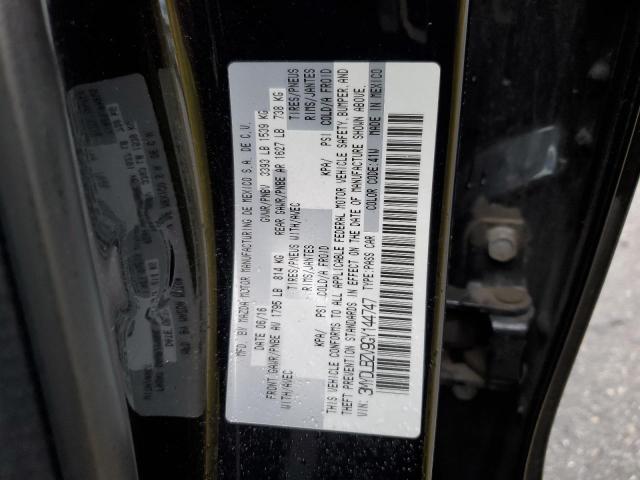 MFD. BY MAZDA MOTOR MANUFACTURING DE MEXICO S.A. DE C.V.
DATE 06/16 GVWR/PNBV 3393 LB 1539 KG
FRONT GAWR/PNBE AV 1795 LB 814 KG REAR GAWR/PNBE AR 1627 LB 738 KG
WITH/AVEC TIRES/PNEUS WITH/AVEC TIRES/PNEUS
RIMS/JANTES RIMS/JANTES
KPA/ PSI COLD/A FROID KPA/ PSI COLD/A FROID
THIS VEHICLE CONFORMS TO ALL APPLICABLE FEDERAL MOTOR VEHICLE SAFETY, BUMPER, AND
THEFT PREVENTION STANDARDS IN EFFECT ON THE DATE OF MANUFACTURE SHOWN ABOVE.
VIN: 3MYDLBZV9GY144747 TYPE: PASS CAR COLOR CODE: 41W MADE IN MEXICO